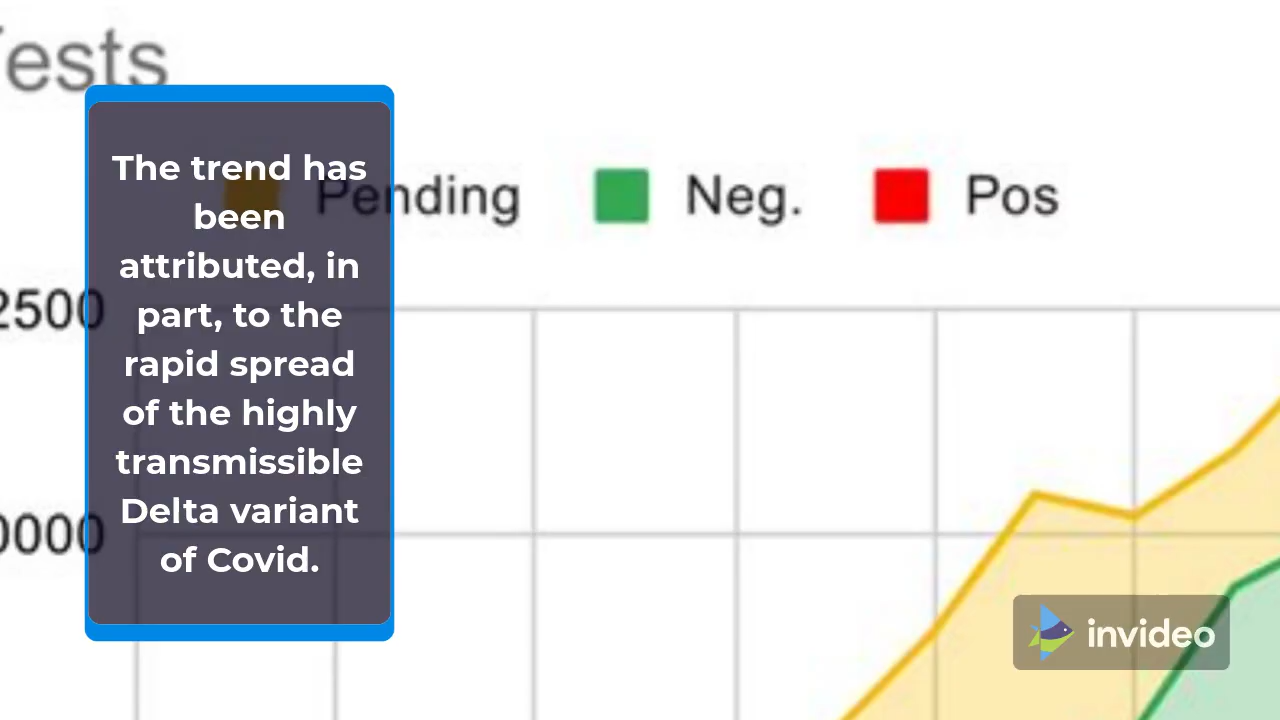 Tests
The trend has
been
attributed, in
part, to the
rapid spread
of the highly
transmissible
Delta variant
of Covid.
Pending
Neg.
Pos
2500
0000
invideo